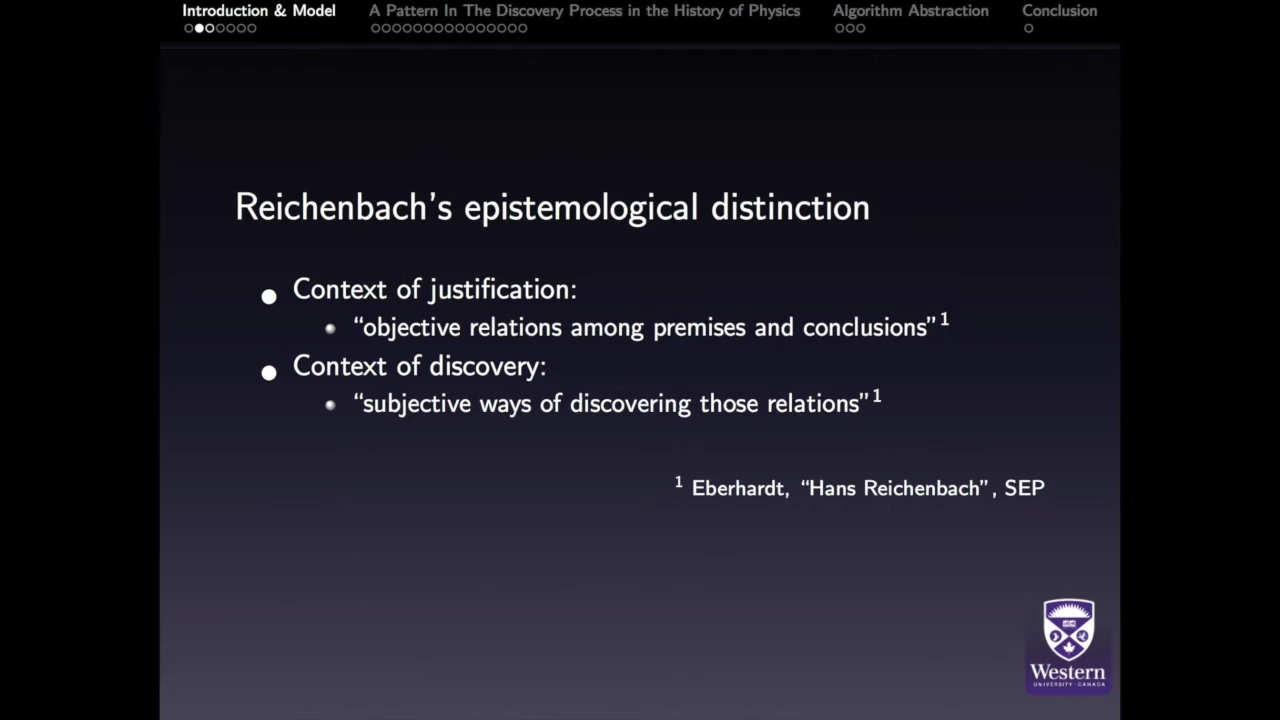 Introduction & Model
A Pattern In The Discovery Process in the History of Physics
Algorithm Abstraction
Conclusion
Reichenbach’s epistemological distinction
Context of justification:
“objective relations among premises and conclusions”1
Context of discovery:
“subjective ways of discovering those relations”1
1 Eberhardt, “Hans Reichenbach”, SEP
Western
UNIVERSITY · CANADA